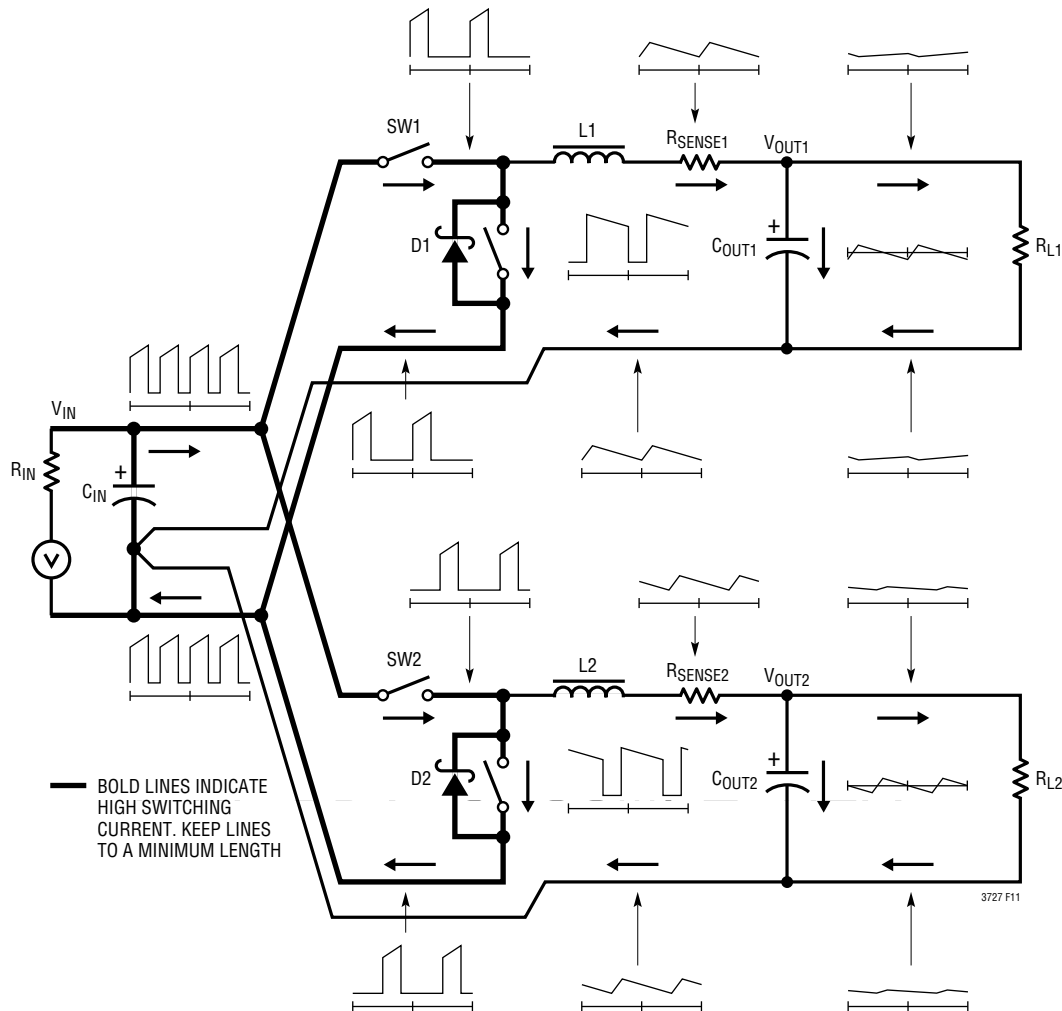 SW1
L1
RSENSE1
VOUT1
D1
COUT1
+
RL1
VIN
RIN
+
CIN
V
SW2
L2
RSENSE2
VOUT2
D2
COUT2
+
RL2
BOLD LINES INDICATE
HIGH SWITCHING
CURRENT. KEEP LINES
TO A MINIMUM LENGTH
3727 F11